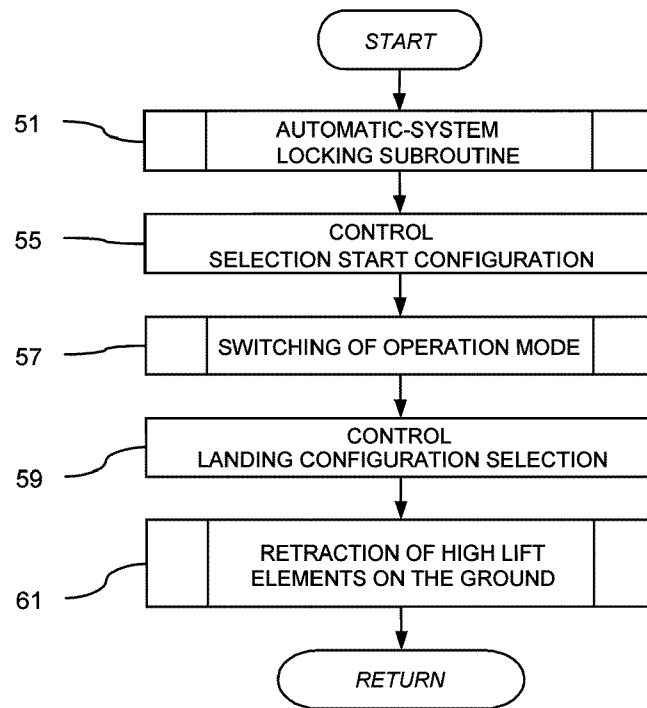 START
51
AUTOMATIC-SYSTEM
LOCKING SUBROUTINE
55
CONTROL
SELECTION START CONFIGURATION
57
SWITCHING OF OPERATION MODE
59
CONTROL
LANDING CONFIGURATION SELECTION
61
RETRACTION OF HIGH LIFT
ELEMENTS ON THE GROUND
RETURN